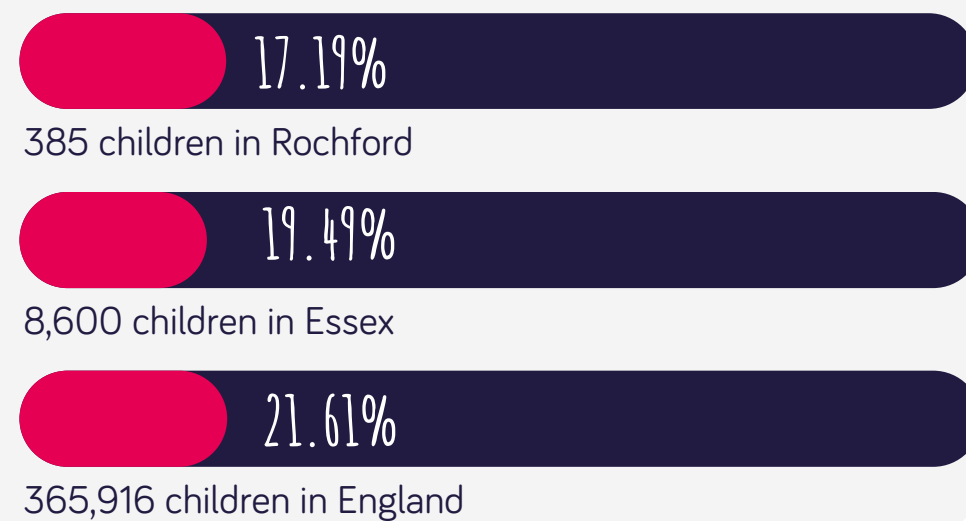 17.19%
385 children in Rochford
19.49%
8,600 children in Essex
21.61%
365,916 children in England